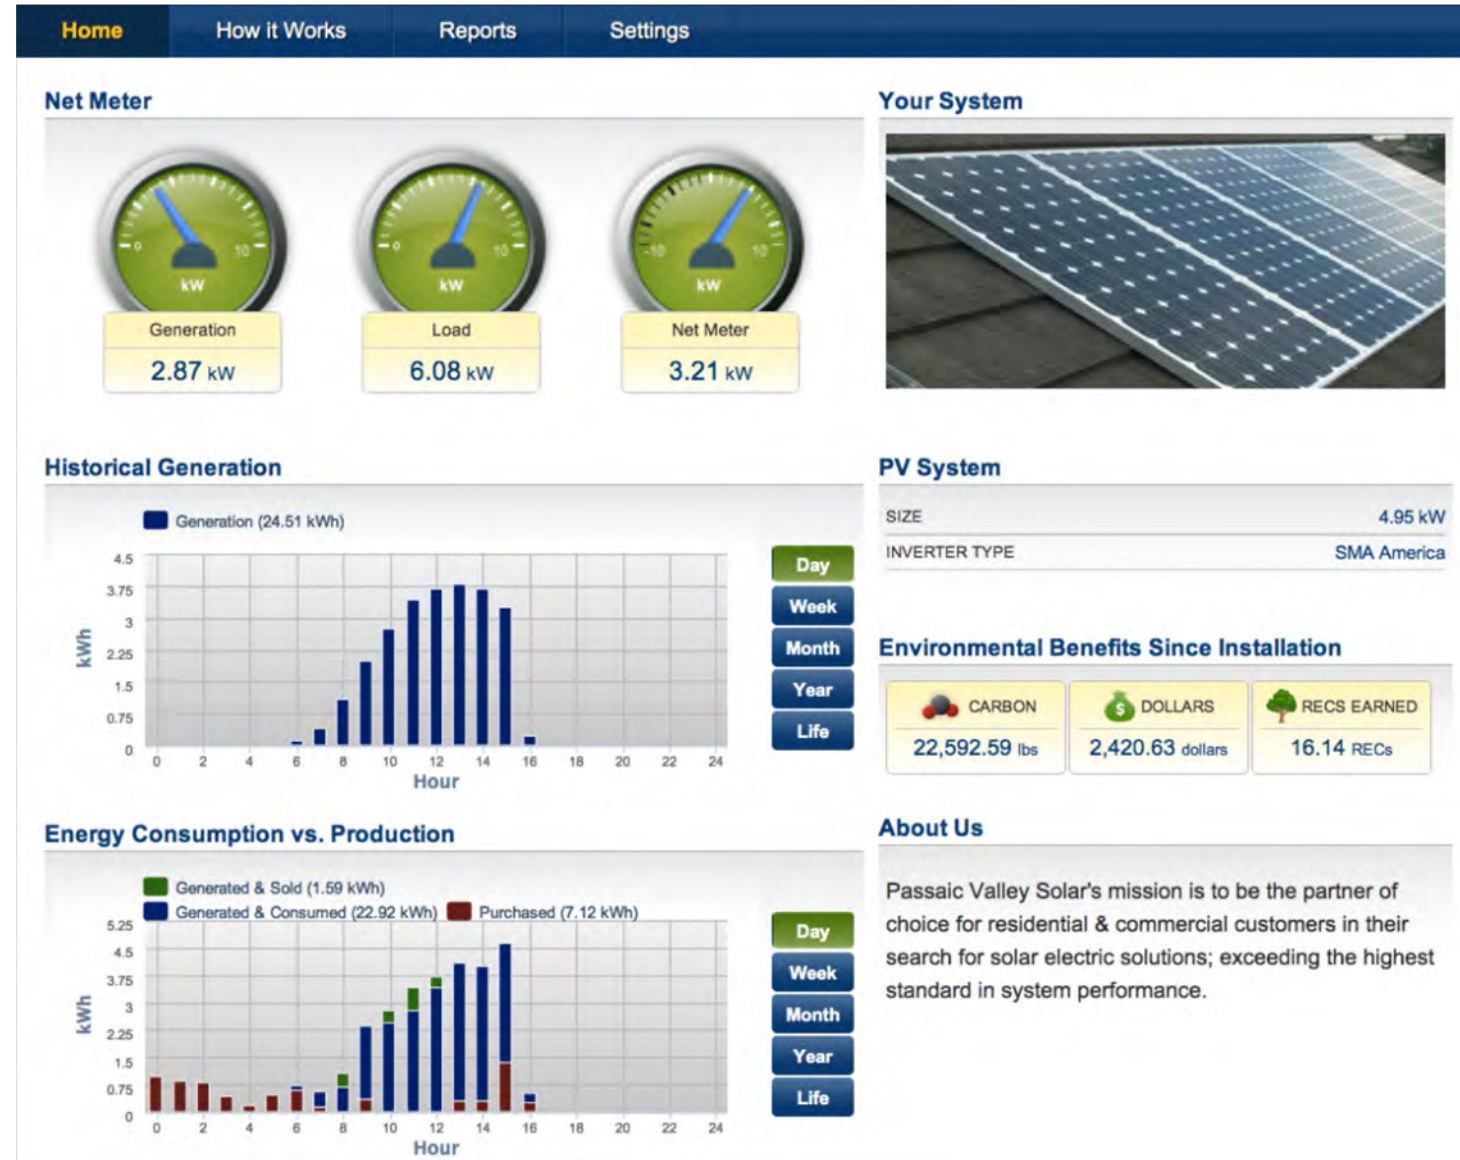 Home How it Works Reports Settings
Net Meter
0 10
kW
Generation
2.87 kW
0 10
kW
Load
6.08 kW
-10 10
kW
Net Meter
3.21 kW
Your System
Historical Generation
Generation (24.51 kWh)
4.5
3.75
3
2.25
1.5
0.75
0
kWh
0 2 4 6 8 10 12 14 16 18 20 22 24
Hour
Day
Week
Month
Year
Life
PV System
SIZE 4.95 kW
INVERTER TYPE SMA America
Environmental Benefits Since Installation
CARBON
22,592.59 lbs
$ DOLLARS
2,420.63 dollars
RECS EARNED
16.14 RECs
Energy Consumption vs. Production
Generated & Sold (1.59 kWh)
Generated & Consumed (22.92 kWh) Purchased (7.12 kWh)
5.25
4.5
3.75
3
2.25
1.5
0.75
0
kWh
0 2 4 6 8 10 12 14 16 18 20 22 24
Hour
Day
Week
Month
Year
Life
About Us
Passaic Valley Solar's mission is to be the partner of
choice for residential & commercial customers in their
search for solar electric solutions; exceeding the highest
standard in system performance.